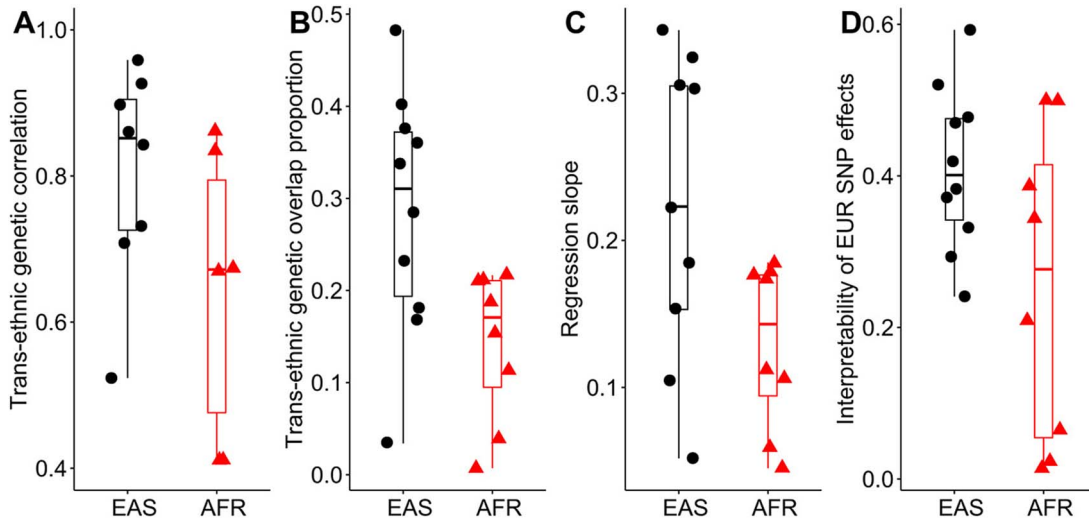 A
Trans-ethnic genetic correlation
1.0
0.8
0.6
0.4
EAS
AFR
B
Trans-ethnic genetic overlap proportion
0.5
0.4
0.3
0.2
0.1
0.0
EAS
AFR
C
Regression slope
0.3
0.2
0.1
EAS
AFR
D
Interpretability of EUR SNP effects
0.6
0.4
0.2
0.0
EAS
AFR